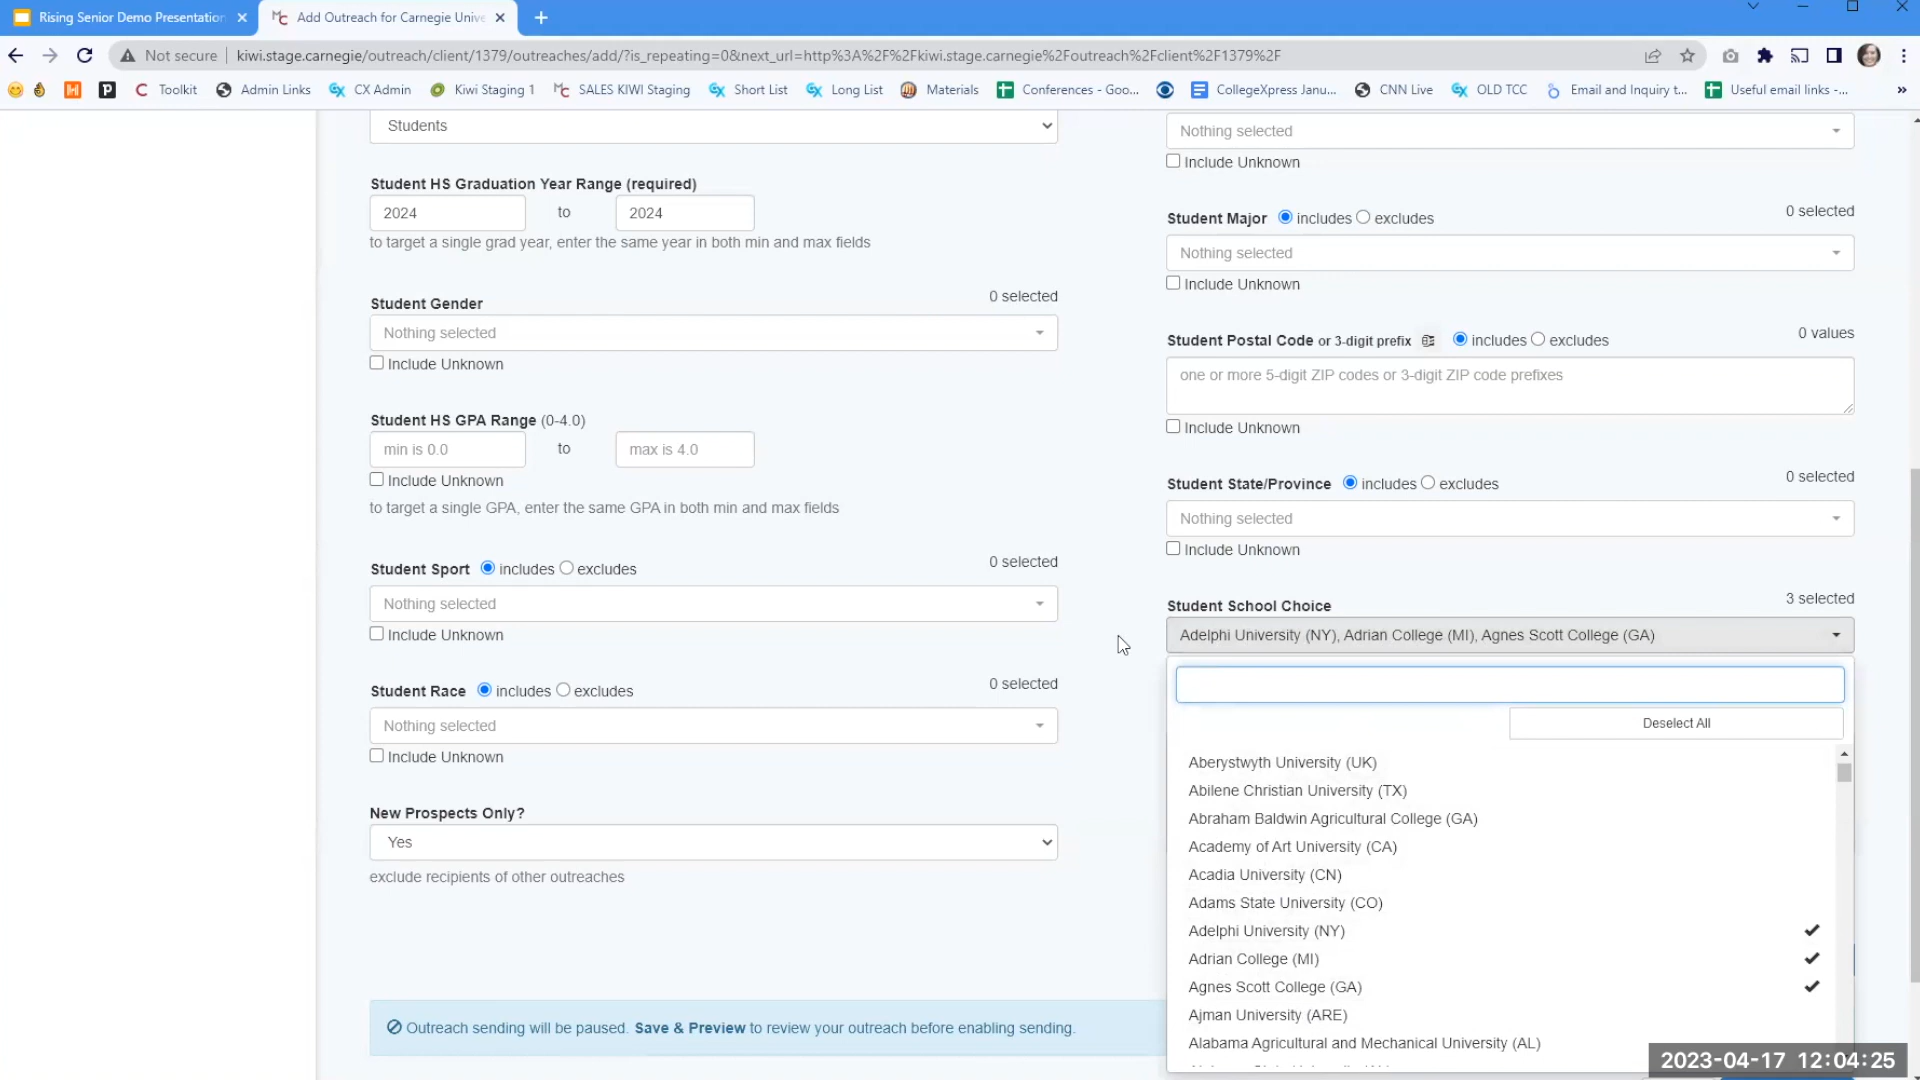 Rising Senior Demo Presentation
Add Outreach for Carnegie Unive
Not secure
kiwi.stage.carnegie/outreach/client/1379/outreaches/add/?is_repeating=0&next_url=http%3A%2F%2Fkiwi.stage.carnegie%2Foutreach%2Fclient%2F1379%2F
Toolkit
Admin Links
CX Admin
Kiwi Staging 1
SALES KIWI Staging
Short List
Long List
Materials
Conferences - Goo...
CollegeXpress Janu...
CNN Live
OLD TCC
Email and Inquiry t...
Useful email links -...
»
Students
Student HS Graduation Year Range (required)
2024 to 2024
to target a single grad year, enter the same year in both min and max fields
Student Gender
0 selected
Nothing selected
Include Unknown
Student HS GPA Range (0-4.0)
min is 0.0 to max is 4.0
Include Unknown
to target a single GPA, enter the same GPA in both min and max fields
Student Sport includes excludes
0 selected
Nothing selected
Include Unknown
Student Race includes excludes
0 selected
Nothing selected
Include Unknown
New Prospects Only?
Yes
exclude recipients of other outreaches
Outreach sending will be paused. Save & Preview to review your outreach before enabling sending.
Nothing selected
Include Unknown
Student Major includes excludes
0 selected
Nothing selected
Include Unknown
Student Postal Code or 3-digit prefix includes excludes
0 values
one or more 5-digit ZIP codes or 3-digit ZIP code prefixes
Include Unknown
Student State/Province includes excludes
0 selected
Nothing selected
Include Unknown
Student School Choice
3 selected
Adelphi University (NY), Adrian College (MI), Agnes Scott College (GA)
Deselect All
Aberystwyth University (UK)
Abilene Christian University (TX)
Abraham Baldwin Agricultural College (GA)
Academy of Art University (CA)
Acadia University (CN)
Adams State University (CO)
Adelphi University (NY)
Adrian College (MI)
Agnes Scott College (GA)
Ajman University (ARE)
Alabama Agricultural and Mechanical University (AL)
2023-04-17 12:04:25